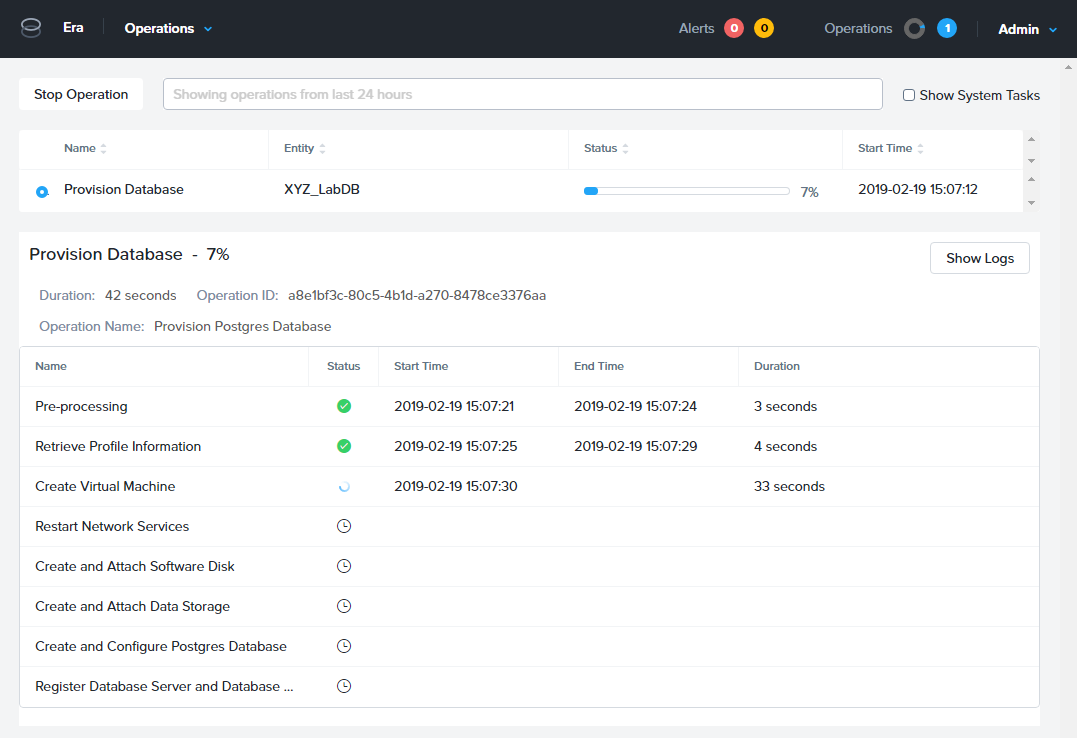 Era Operations Alerts 0 0 Operations 1 Admin
Stop Operation Showing operations from last 24 hours Show System Tasks
Name Entity Status Start Time
Provision Database XYZ_LabDB 7% 2019-02-19 15:07:12
Provision Database - 7% Show Logs
Duration: 42 seconds Operation ID: a8e1bf3c-80c5-4b1d-a270-8478ce3376aa
Operation Name: Provision Postgres Database
Name Status Start Time End Time Duration
Pre-processing 2019-02-19 15:07:21 2019-02-19 15:07:24 3 seconds
Retrieve Profile Information 2019-02-19 15:07:25 2019-02-19 15:07:29 4 seconds
Create Virtual Machine 2019-02-19 15:07:30 33 seconds
Restart Network Services
Create and Attach Software Disk
Create and Attach Data Storage
Create and Configure Postgres Database
Register Database Server and Database ...